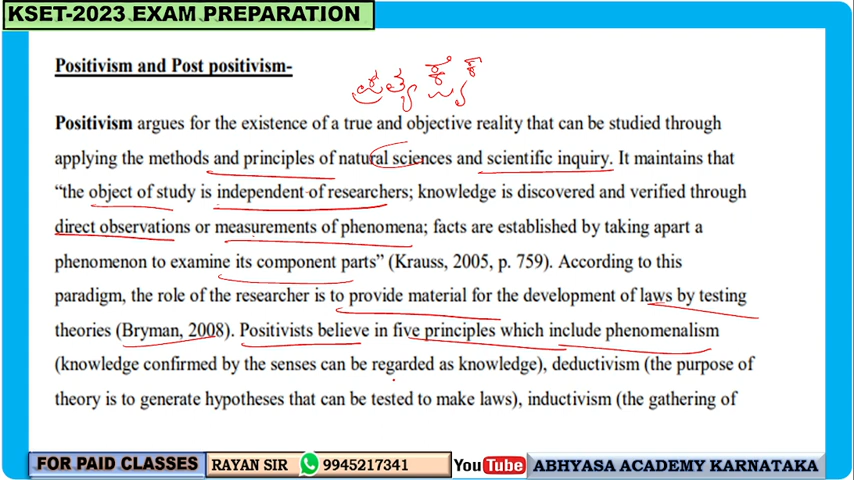 KSET-2023 EXAM PREPARATION
Positivism and Post positivism-
Positivism argues for the existence of a true and objective reality that can be studied through
applying the methods and principles of natural sciences and scientific inquiry. It maintains that
“the object of study is independent of researchers; knowledge is discovered and verified through
direct observations or measurements of phenomena; facts are established by taking apart a
phenomenon to examine its component parts” (Krauss, 2005, p. 759). According to this
paradigm, the role of the researcher is to provide material for the development of laws by testing
theories (Bryman, 2008). Positivists believe in five principles which include phenomenalism
(knowledge confirmed by the senses can be regarded as knowledge), deductivism (the purpose of
theory is to generate hypotheses that can be tested to make laws), inductivism (the gathering of
FOR PAID CLASSES RAYAN SIR 9945217341 YouTube ABHYASA ACADEMY KARNATAKA